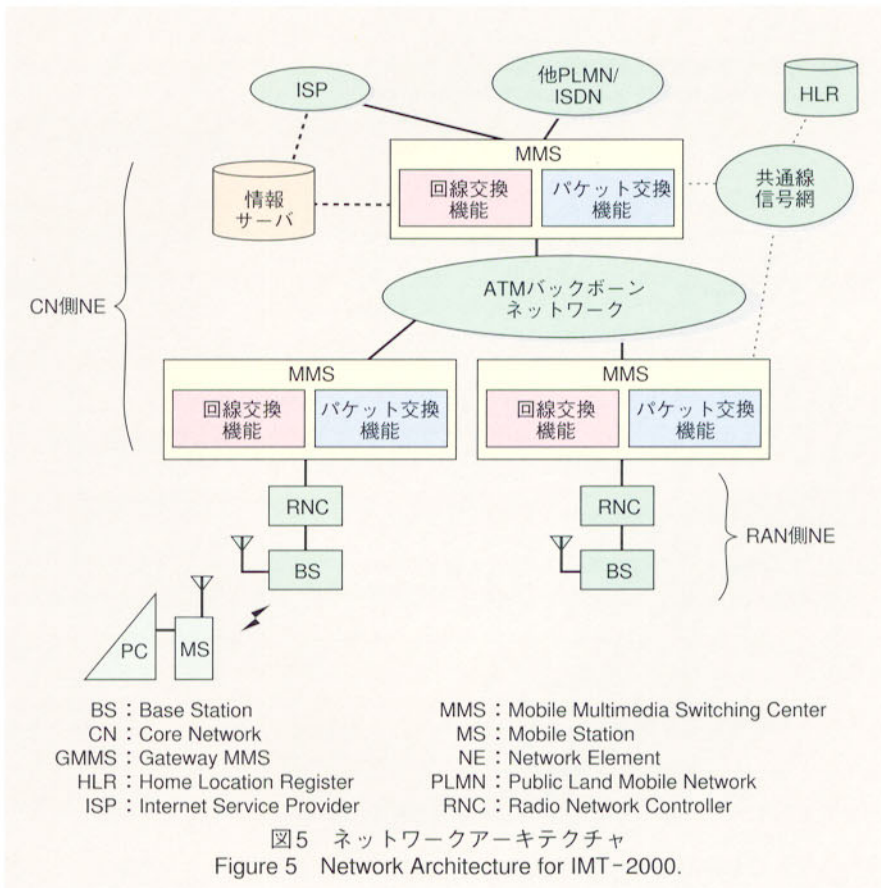 ISP
他PLMN/
ISDN
HLR
MMS
回線交換
機能
パケット交換
機能
情報
サーバ
共通線
信号網
ATMバックボーン
ネットワーク
CN側NE
MMS
回線交換
機能
パケット交換
機能
MMS
回線交換
機能
パケット交換
機能
RNC
RNC
RAN側NE
BS
BS
PC
MS
BS：Base Station
CN：Core Network
GMMS：Gateway MMS
HLR：Home Location Register
ISP：Internet Service Provider
MMS：Mobile Multimedia Switching Center
MS：Mobile Station
NE：Network Element
PLMN：Public Land Mobile Network
RNC：Radio Network Controller
図5　ネットワークアーキテクチャ
Figure 5　Network Architecture for IMT-2000.